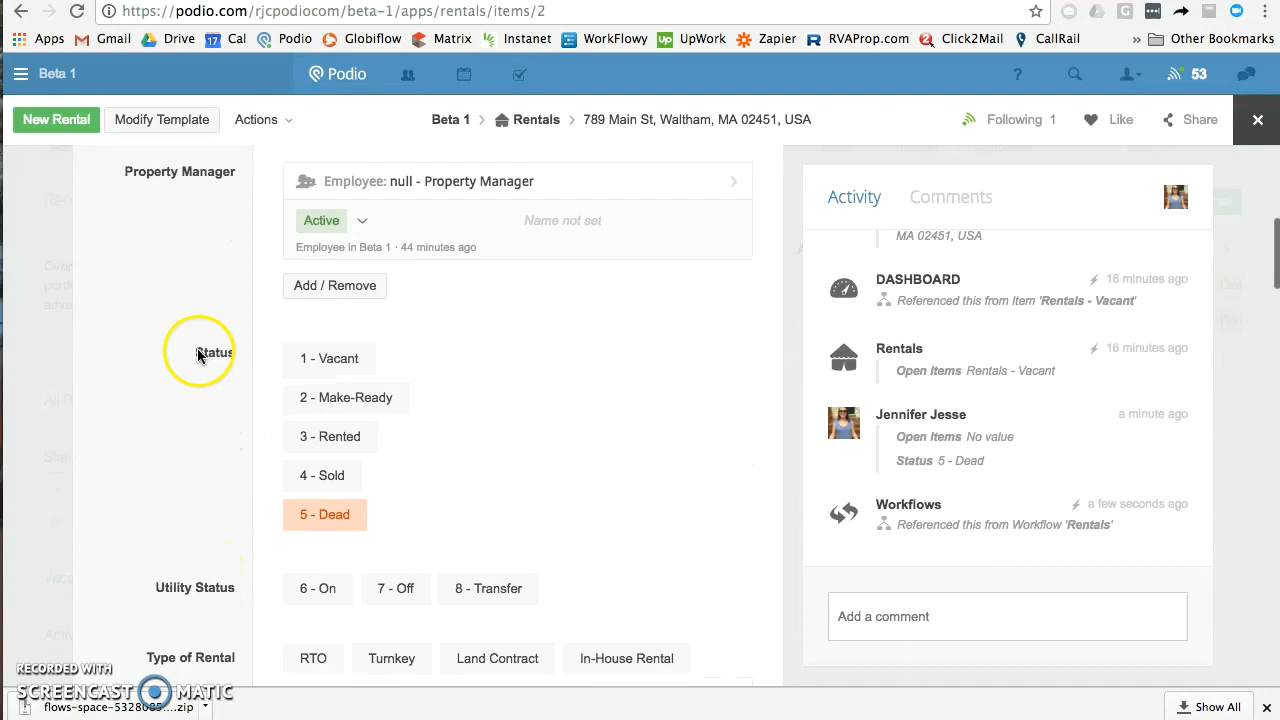 https://podio.com/rjcpodiocom/beta-1/apps/rentals/items/2
Apps Gmail Drive 17 Cal Podio Globiflow Matrix Instanet WorkFlowy Up UpWork Zapier RVAProp.com Click2Mail CallRail » Other Bookmarks
Beta 1 Podio ? 53
New Rental Modify Template Actions Beta 1 Rentals 789 Main St, Waltham, MA 02451, USA Following 1 Like Share
Property Manager
Employee: null - Property Manager
Active Name not set
Employee in Beta 1 · 44 minutes ago
Add / Remove
Status
1 - Vacant
2 - Make-Ready
3 - Rented
4 - Sold
5 - Dead
Utility Status
6 - On 7 - Off 8 - Transfer
Type of Rental
RTO Turnkey Land Contract In-House Rental
Activity Comments
MA 02451, USA
DASHBOARD 16 minutes ago
Referenced this from Item 'Rentals - Vacant'
Rentals 16 minutes ago
Open Items Rentals - Vacant
Jennifer Jesse a minute ago
Open Items No value
Status 5 - Dead
Workflows a few seconds ago
Referenced this from Workflow 'Rentals'
Add a comment
RECORDED WITH
SCREENCAST MATIC
flows-space-5328085....zip
Show All